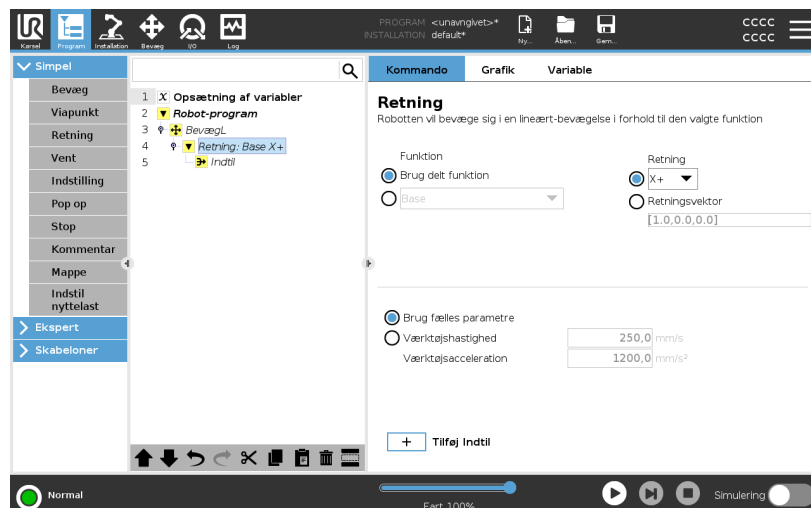 PROGRAM <unavngivet>*
INSTALLATION default*
CCCC
CCCC
Kørsel Program Installation Bevæg I/O Log Ny... Åben... Gem...
Simpel
Bevæg
Viapunkt
Retning
Vent
Indstilling
Pop op
Stop
Kommentar
Mappe
Indstil
nyttelast
Ekspert
Skabeloner
1 X Opsætning af variabler
2 Robot-program
3 BevægL
4 Retning: Base X+
5 Indtil
Kommando Grafik Variable
Retning
Robotten vil bevæge sig i en lineært-bevægelse i forhold til den valgte funktion
Funktion
Brug delt funktion
Base
Retning
X+
Retningsvektor
[1.0,0.0,0.0]
Brug fælles parametre
Værktøjshastighed 250,0 mm/s
Værktøjsacceleration 1200,0 mm/s²
+ Tilføj Indtil
Normal
Fart 100%
Simulering